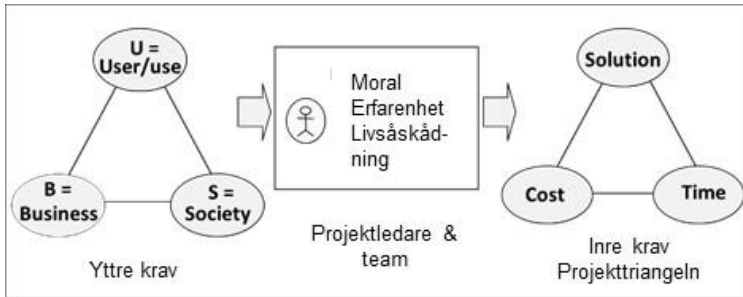 U =
User/use
B =
Business
S =
Society
Yttre krav
Moral
Erfarenhet
Livsåskåd-
ning
Projektledare &
team
Solution
Cost
Time
Inre krav
Projekttriangeln